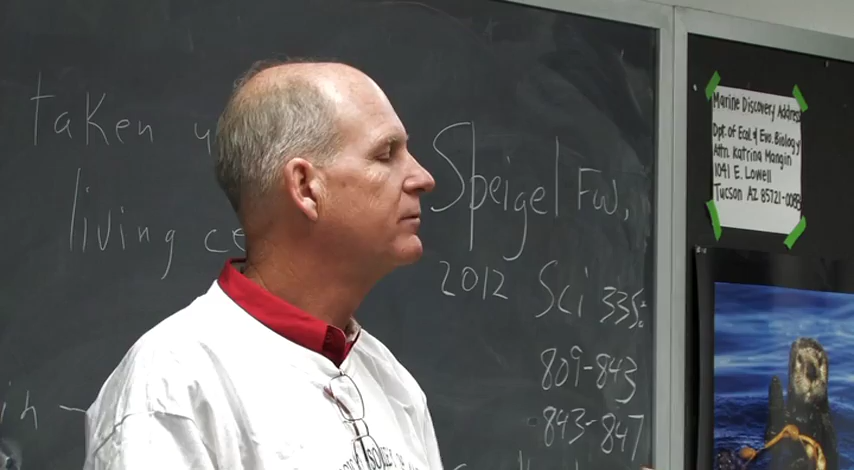 taken
living ce
Speigel FW,
2012 Sci 335:
809-843
843-847
in
Marine Discovery Address
Dpt. of Ecol. & Evo. Biology
Attn. Katrina Mangin
1041 E. Lowell
Tucson AZ 85721-0088